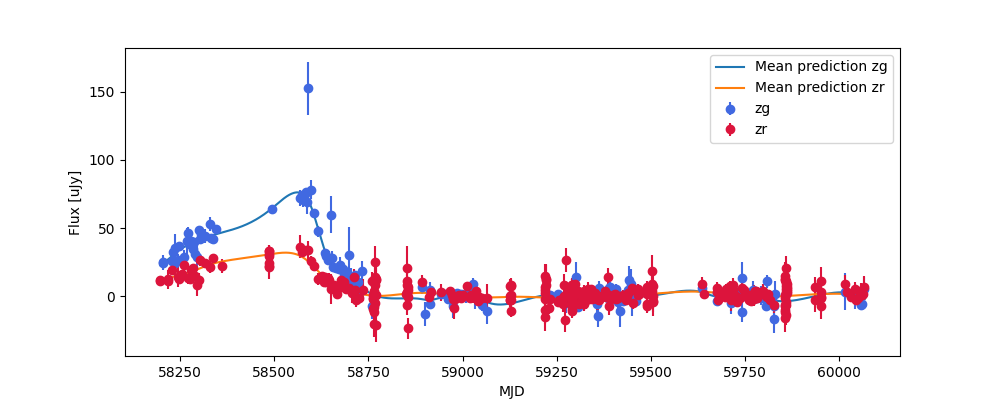 Mean prediction zg
Mean prediction zr
zg
zr
150
100
50
0
Flux [uJy]
58250 58500 58750 59000 59250 59500 59750 60000
MJD